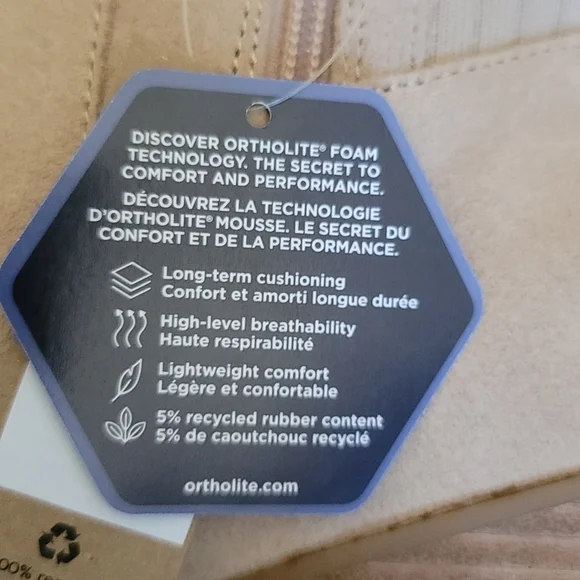 DISCOVER ORTHOLITE® FOAM
TECHNOLOGY. THE SECRET TO
COMFORT AND PERFORMANCE.
DÉCOUVREZ LA TECHNOLOGIE
D'ORTHOLITE® MOUSSE. LE SECRET DU
CONFORT ET DE LA PERFORMANCE.
Long-term cushioning
Confort et amorti longue durée
High-level breathability
Haute respirabilité
Lightweight comfort
Légère et confortable
5% recycled rubber content
5% de caoutchouc recyclé
ortholite.com